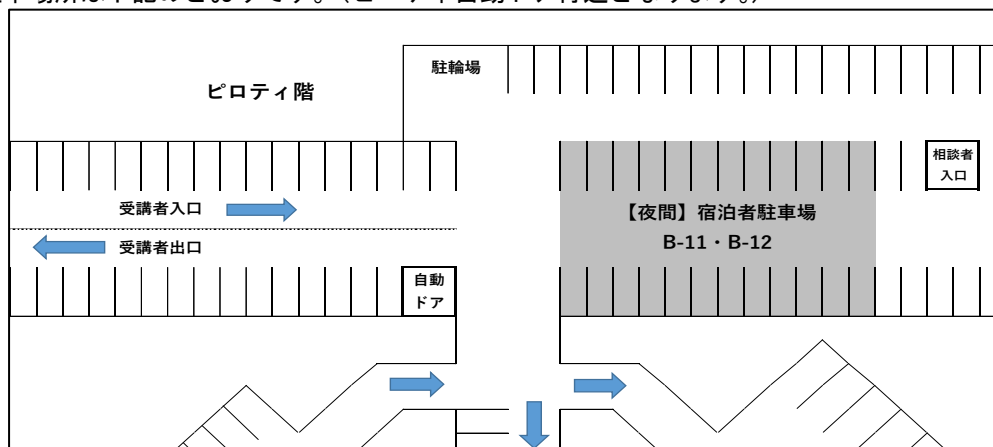 駐輪場
ピロティ階
相談者
入口
受講者入口
【夜間】宿泊者駐車場
B-11・B-12
受講者出口
自動
ドア